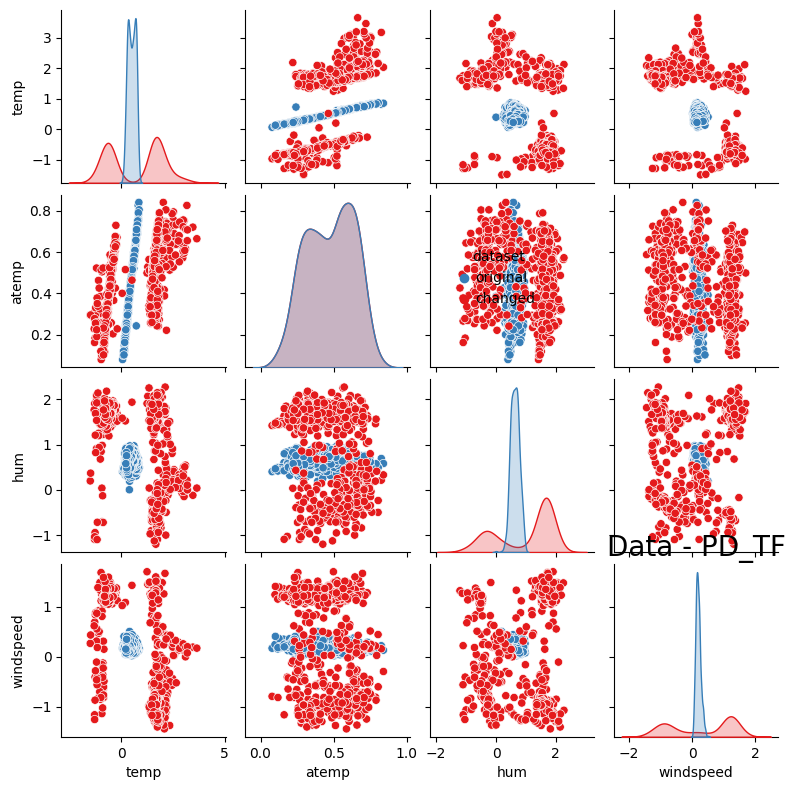 temp
3
2
1
0
−1
atemp
0.8
0.6
0.4
0.2
dataset
original
changed
hum
2
1
0
−1
Data - PD_TF
windspeed
1
0
−1
0 5
0.0 0.5 1.0
−2 0 2
−2 0 2
temp atemp hum windspeed